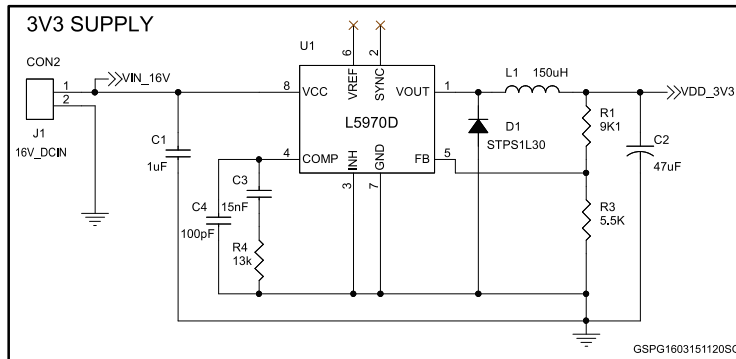 3V3 SUPPLY
CON2
1
2
J1
16V_DCIN
VIN_16V
C1
1uF
U1
6
2
VREF
SYNC
8
VCC
VOUT
1
L5970D
4
COMP
INH
GND
FB
5
3
7
C3
15nF
C4
100pF
R4
13k
L1 150uH
D1
STPS1L30
VDD_3V3
R1
9K1
C2
47uF
R3
5.5K
GSPG1603151120SG